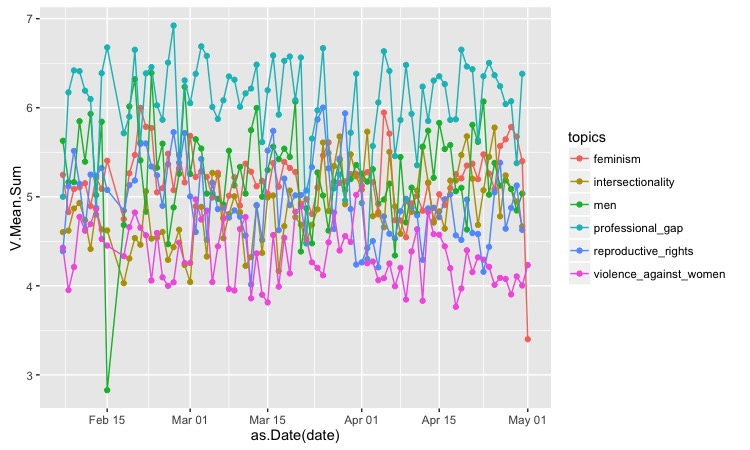 7
6
5
4
3
V.Mean.Sum
Feb 15
Mar 01
Mar 15
Apr 01
Apr 15
May 01
as.Date(date)
topics
feminism
intersectionality
men
professional_gap
reproductive_rights
violence_against_women